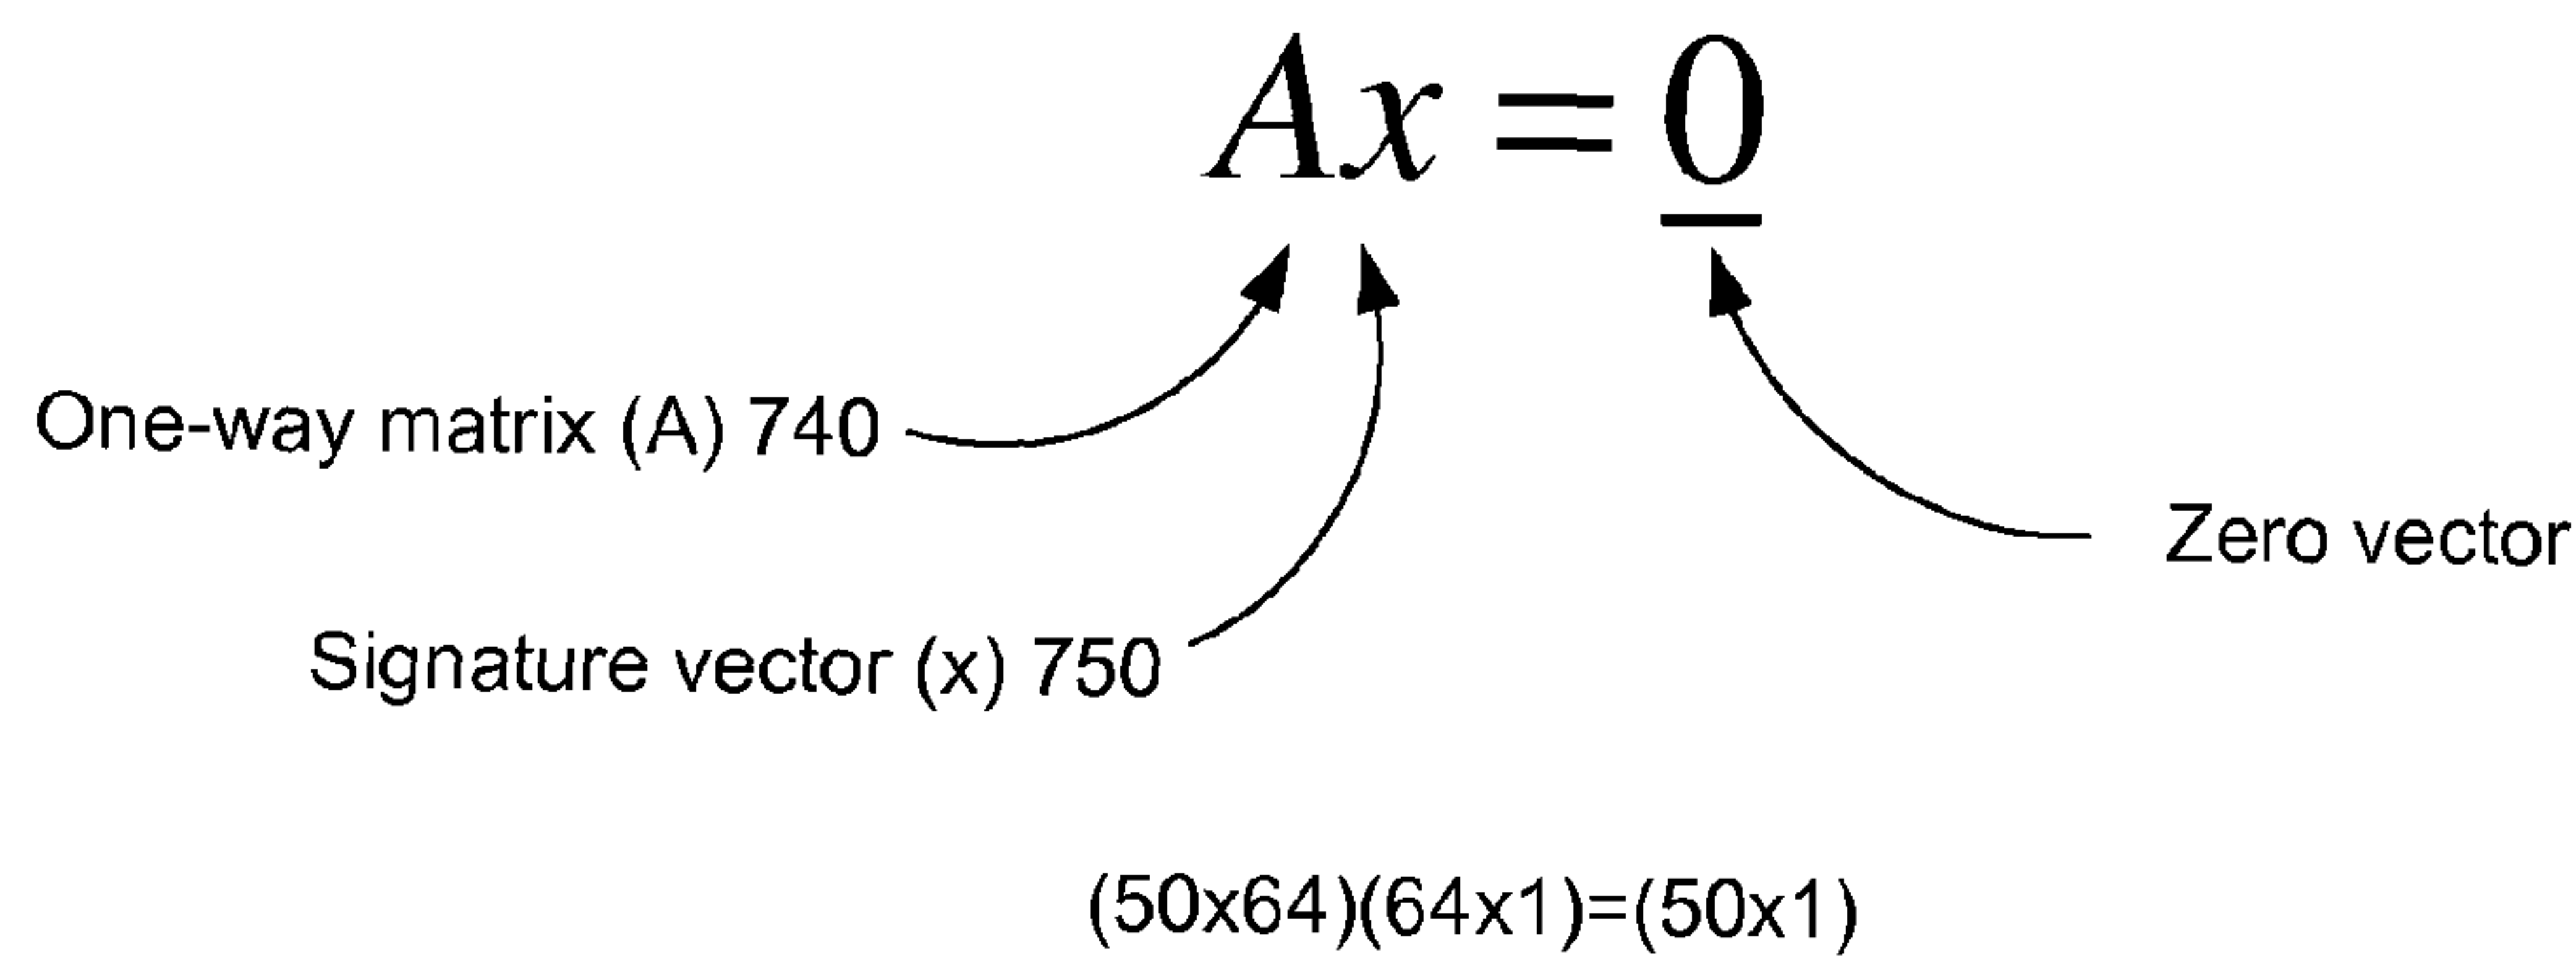 Ax = 0
One-way matrix (A) 740
Zero vector
Signature vector (x) 750
(50x64)(64x1)=(50x1)